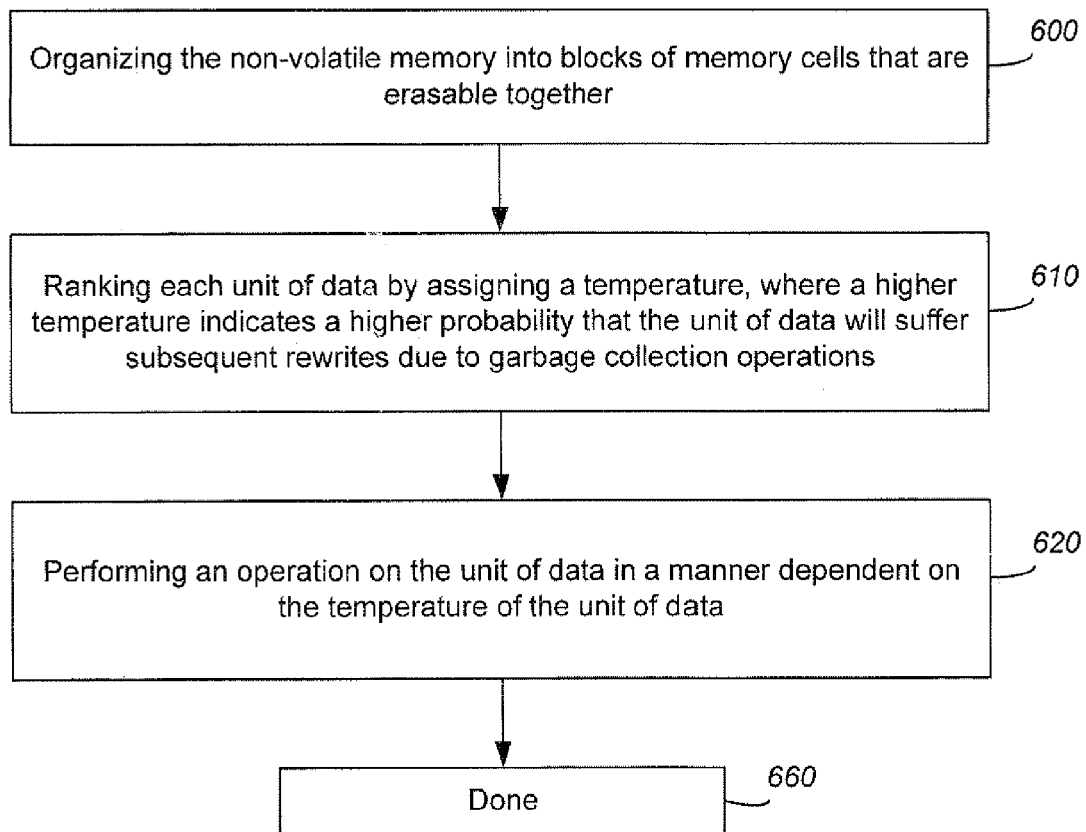 600
Organizing the non-volatile memory into blocks of memory cells that are
erasable together
610
Ranking each unit of data by assigning a temperature, where a higher
temperature indicates a higher probability that the unit of data will suffer
subsequent rewrites due to garbage collection operations
620
Performing an operation on the unit of data in a manner dependent on
the temperature of the unit of data
660
Done